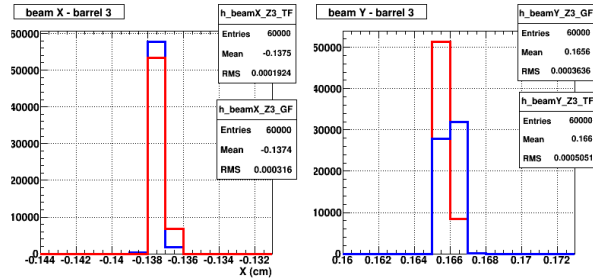 beam X - barrel 3
h_beamX_Z3_TF
Entries 60000
Mean -0.1375
RMS 0.0001924
h_beamX_Z3_GF
Entries 60000
Mean -0.1374
RMS 0.000316
60000
50000
40000
30000
20000
10000
0
-0.144 -0.142 -0.14 -0.138 -0.136 -0.134 -0.132
X (cm)
beam Y - barrel 3
h_beamY_Z3_GF
Entries 60000
Mean 0.1656
RMS 0.0003636
h_beamY_Z3_TF
Entries 60000
Mean 0.166
RMS 0.0005051
50000
40000
30000
20000
10000
0
0.16 0.162 0.164 0.166 0.168 0.17 0.172